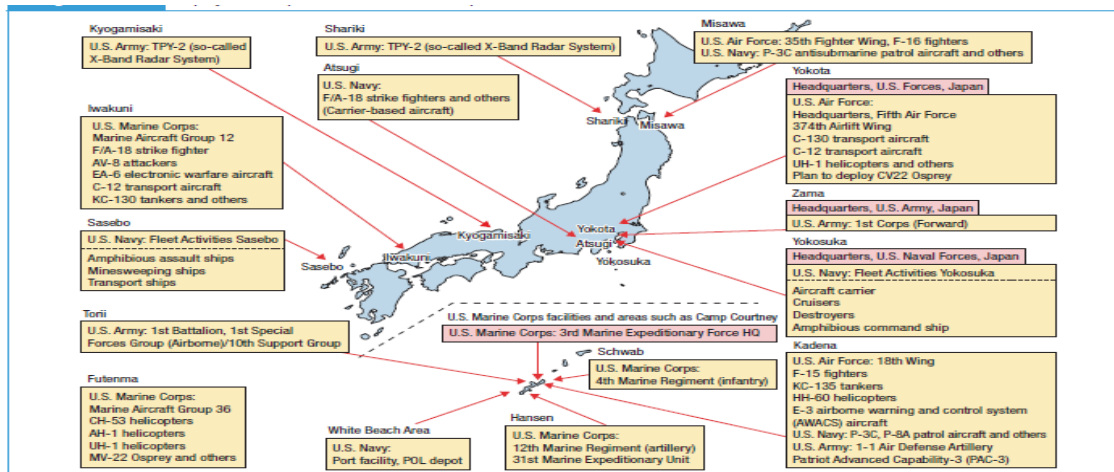 Kyogamisaki
U.S. Army: TPY-2 (so-called
X-Band Radar System)
Shariki
U.S. Army: TPY-2 (so-called X-Band Radar System)
Misawa
U.S. Air Force: 35th Fighter Wing, F-16 fighters
U.S. Navy: P-3C antisubmarine patrol aircraft and others
Atsugi
U.S. Navy:
F/A-18 strike fighters and others
(Carrier-based aircraft)
Yokota
Headquarters, U.S. Forces, Japan
U.S. Air Force:
Headquarters, Fifth Air Force
374th Airlift Wing
C-130 transport aircraft
C-12 transport aircraft
UH-1 helicopters and others
Plan to deploy CV22 Osprey
Iwakuni
U.S. Marine Corps:
Marine Aircraft Group 12
F/A-18 strike fighter
AV-8 attackers
EA-6 electronic warfare aircraft
C-12 transport aircraft
KC-130 tankers and others
Shariki
Misawa
Zama
Headquarters, U.S. Army, Japan
U.S. Army: 1st Corps (Forward)
Sasebo
U.S. Navy: Fleet Activities Sasebo
Amphibious assault ships
Minesweeping ships
Transport ships
Kyogamisaki
Yokota
Atsugi
Yokosuka
Iwakuni
Sasebo
Yokosuka
Headquarters, U.S. Naval Forces, Japan
U.S. Navy: Fleet Activities Yokosuka
Aircraft carrier
Cruisers
Destroyers
Amphibious command ship
Torii
U.S. Army: 1st Battalion, 1st Special
Forces Group (Airborne)/10th Support Group
U.S. Marine Corps facilities and areas such as Camp Courtney
U.S. Marine Corps: 3rd Marine Expeditionary Force HQ
Schwab
U.S. Marine Corps:
4th Marine Regiment (infantry)
Kadena
U.S. Air Force: 18th Wing
F-15 fighters
KC-135 tankers
HH-60 helicopters
E-3 airborne warning and control system
(AWACS) aircraft
U.S. Navy: P-3C, P-8A patrol aircraft and others
U.S. Army: 1-1 Air Defense Artillery
Patriot Advanced Capability-3 (PAC-3)
Futenma
U.S. Marine Corps:
Marine Aircraft Group 36
CH-53 helicopters
AH-1 helicopters
UH-1 helicopters
MV-22 Osprey and others
White Beach Area
U.S. Navy:
Port facility, POL depot
Hansen
U.S. Marine Corps:
12th Marine Regiment (artillery)
31st Marine Expeditionary Unit